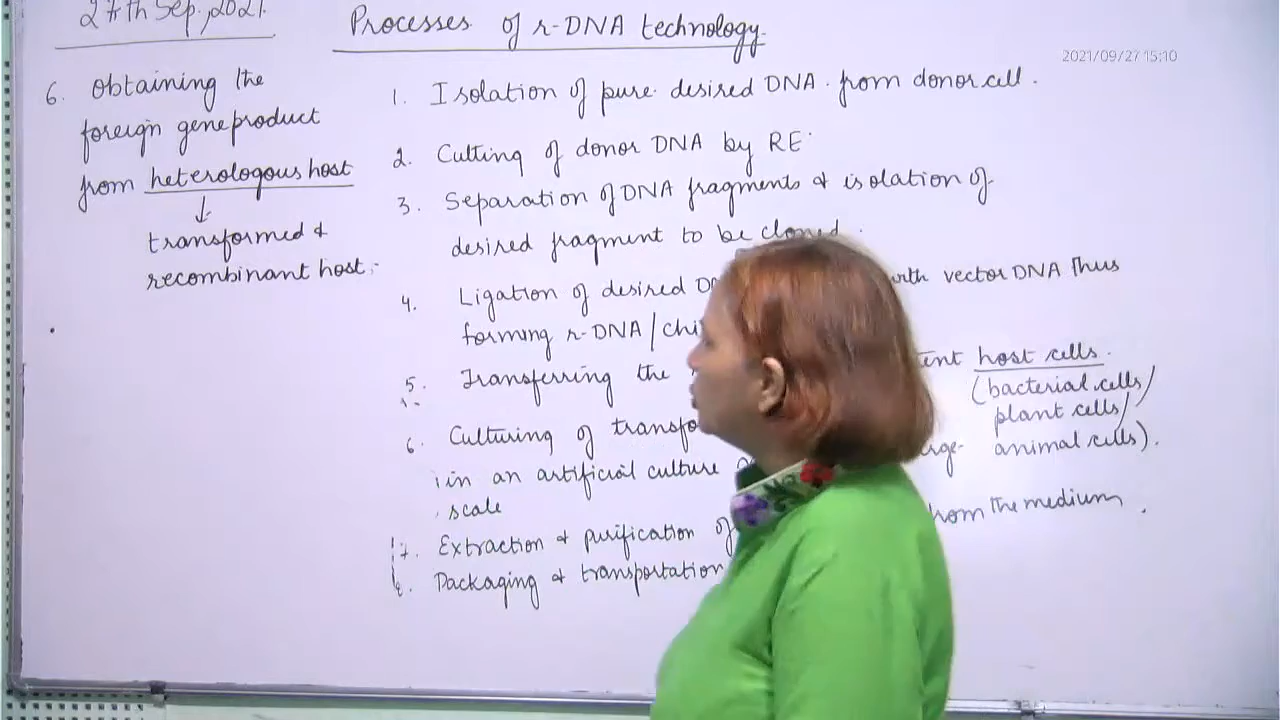 27th Sep., 2021.
Processes of r-DNA technology.
2021/09/27 15:10
6. Obtaining the
foreign gene product
from heterologous host
transformed &
recombinant host:-
1. Isolation of pure desired DNA from donor cell.
2. Cutting of donor DNA by RE.
3. Separation of DNA fragments & isolation of
desired fragment to be cloned.
4. Ligation of desired with vector DNA thus
forming r-DNA/
5. Transferring the host cells.
(bacterial cells/
plant cells/
animal cells).
6. Culturing of
in an artificial culture
scale
7. Extraction & purification of from the medium.
8. Packaging & transportation